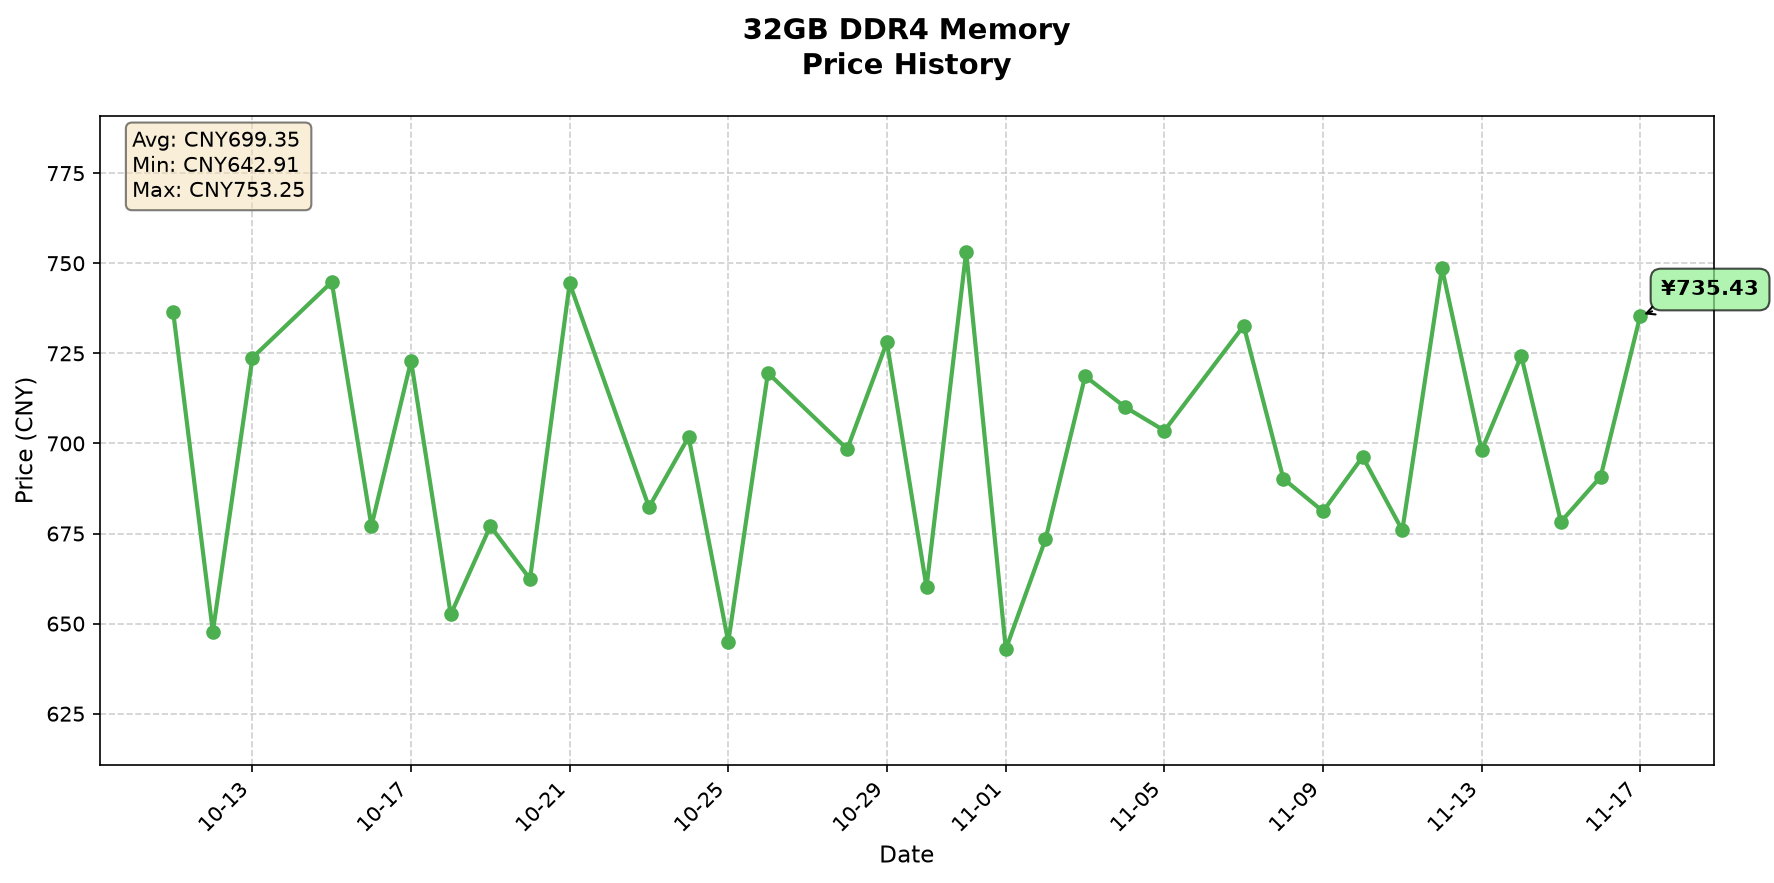 32GB DDR4 Memory
Price History
Avg: CNY699.35
Min: CNY642.91
Max: CNY753.25
¥735.43
Price (CNY)
775
750
725
700
675
650
625
10-13
10-17
10-21
10-25
10-29
11-01
11-05
11-09
11-13
11-17
Date